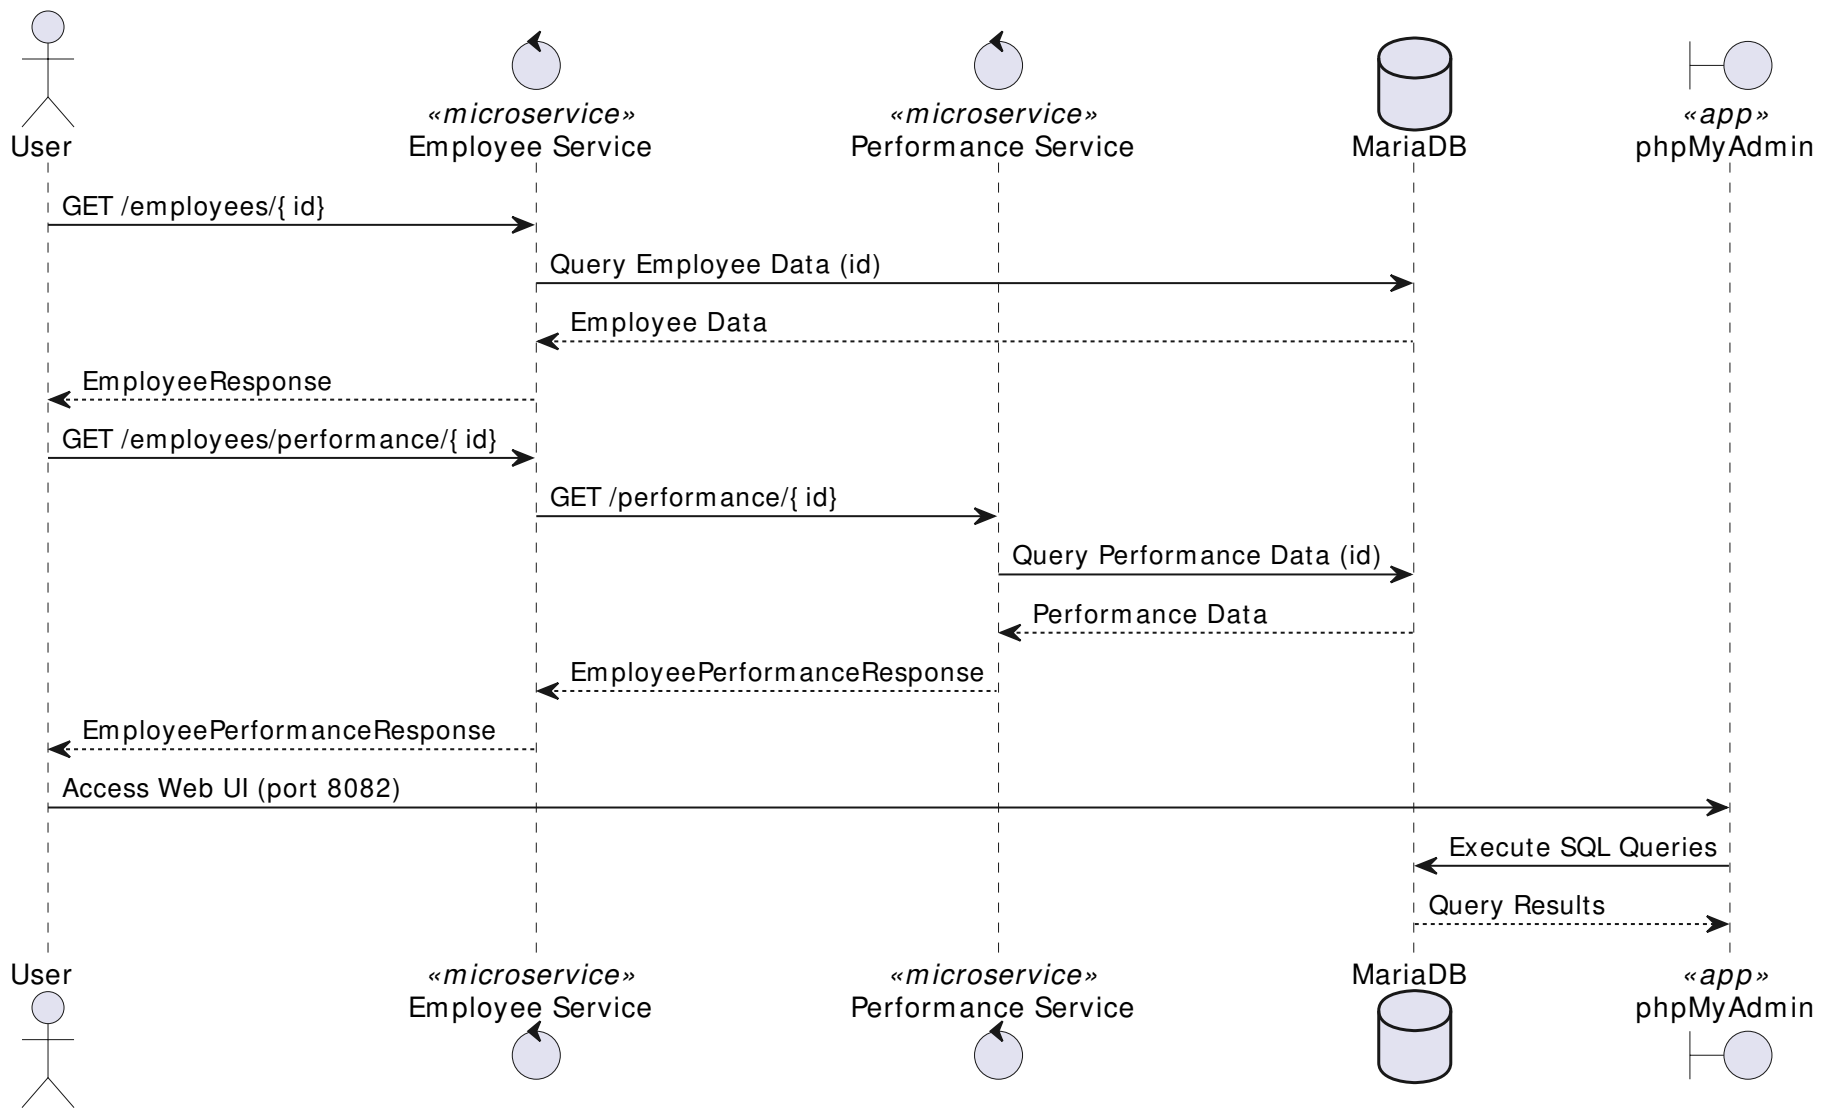 «microservice» «microservice» «app»
User Employee Service Performance Service MariaDB phpMyAdmin
GET /employees/{id}
Query Employee Data (id)
Employee Data
EmployeeResponse
GET /employees/performance/{id}
GET /performance/{id}
Query Performance Data (id)
Performance Data
EmployeePerformanceResponse
EmployeePerformanceResponse
Access Web UI (port 8082)
Execute SQL Queries
Query Results
User «microservice» «microservice» MariaDB «app»
Employee Service Performance Service phpMyAdmin